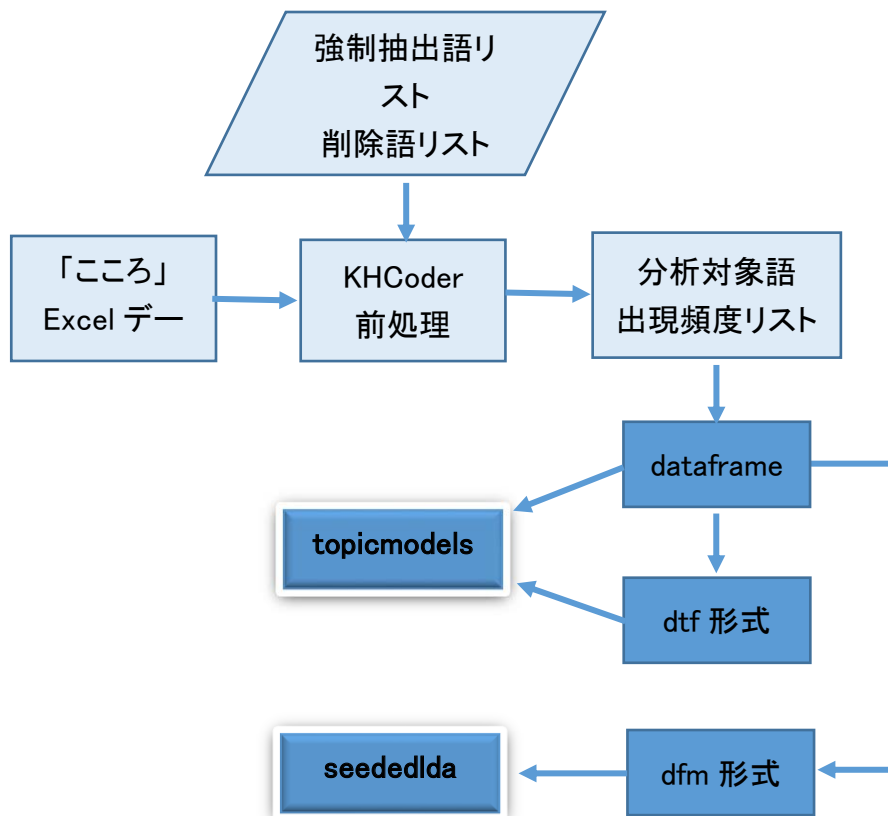 強制抽出語リ
スト
削除語リスト
「こころ」
Excel デー
KHCoder
前処理
分析対象語
出現頻度リスト
dataframe
topicmodels
dtf 形式
seededlda
dfm 形式